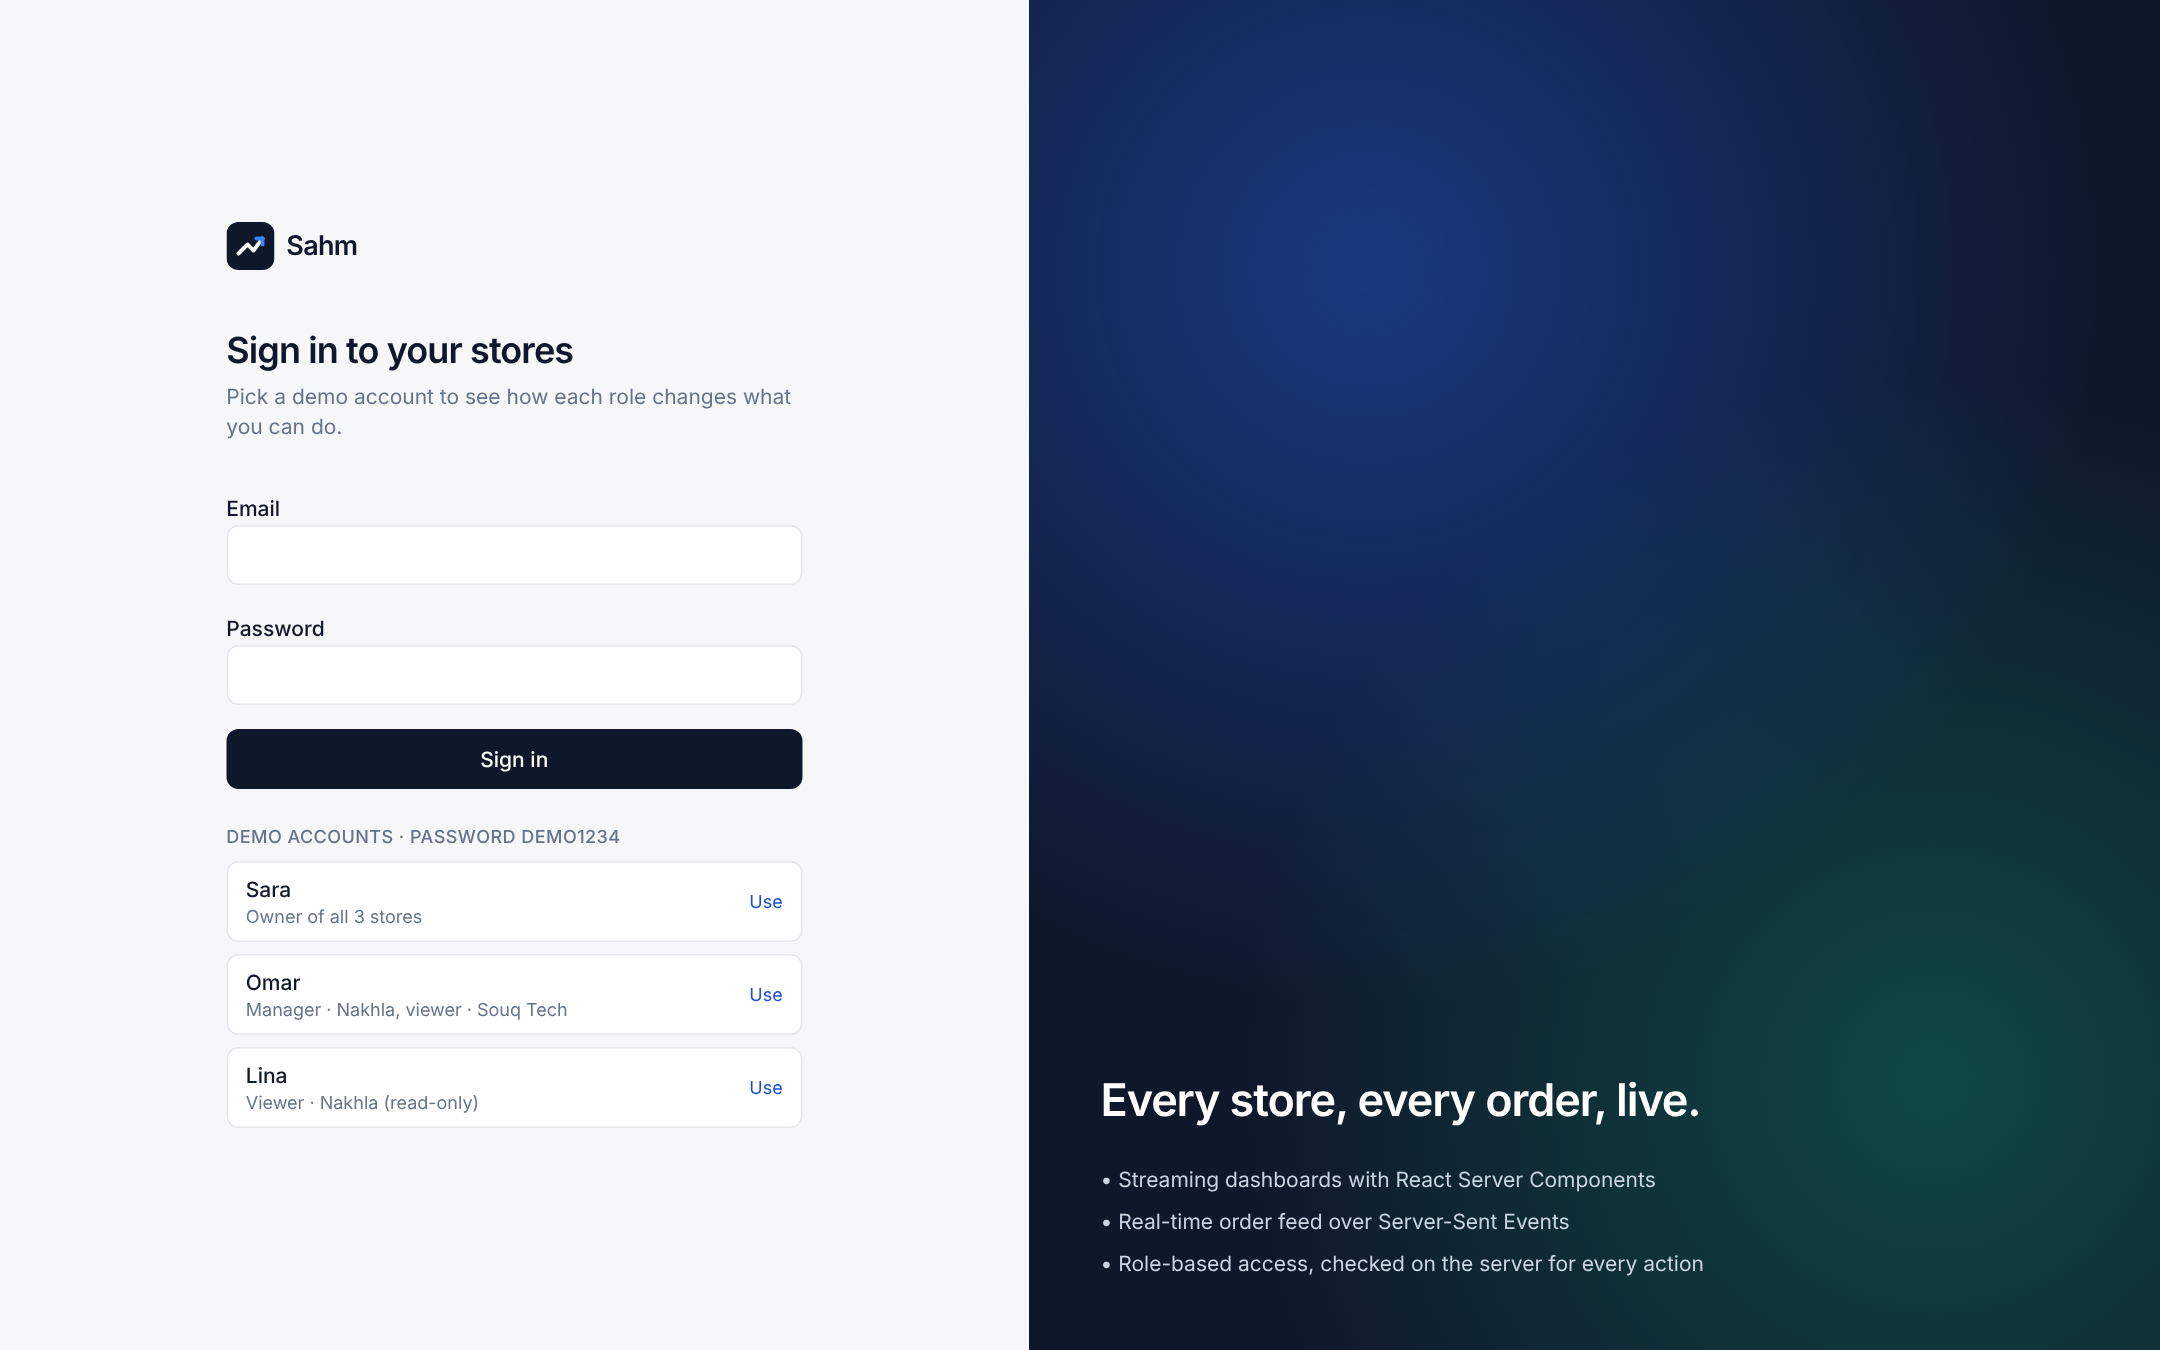 Sahm
Sign in to your stores
Pick a demo account to see how each role changes what
you can do.
Email
Password
Sign in
DEMO ACCOUNTS · PASSWORD DEMO1234
Sara
Owner of all 3 stores
Use
Omar
Manager · Nakhla, viewer · Souq Tech
Use
Lina
Viewer · Nakhla (read-only)
Use
Every store, every order, live.
• Streaming dashboards with React Server Components
• Real-time order feed over Server-Sent Events
• Role-based access, checked on the server for every action